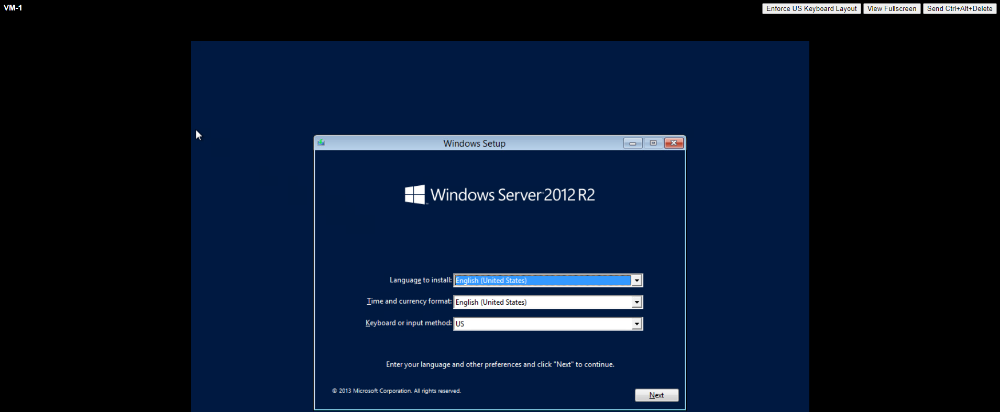 VM-1
Enforce US Keyboard Layout View Fullscreen Send Ctrl+Alt+Delete
Windows Setup
Windows Server 2012 R2
Language to install: English (United States)
Time and currency format: English (United States)
Keyboard or input method: US
Enter your language and other preferences and click "Next" to continue.
© 2013 Microsoft Corporation. All rights reserved.
Next